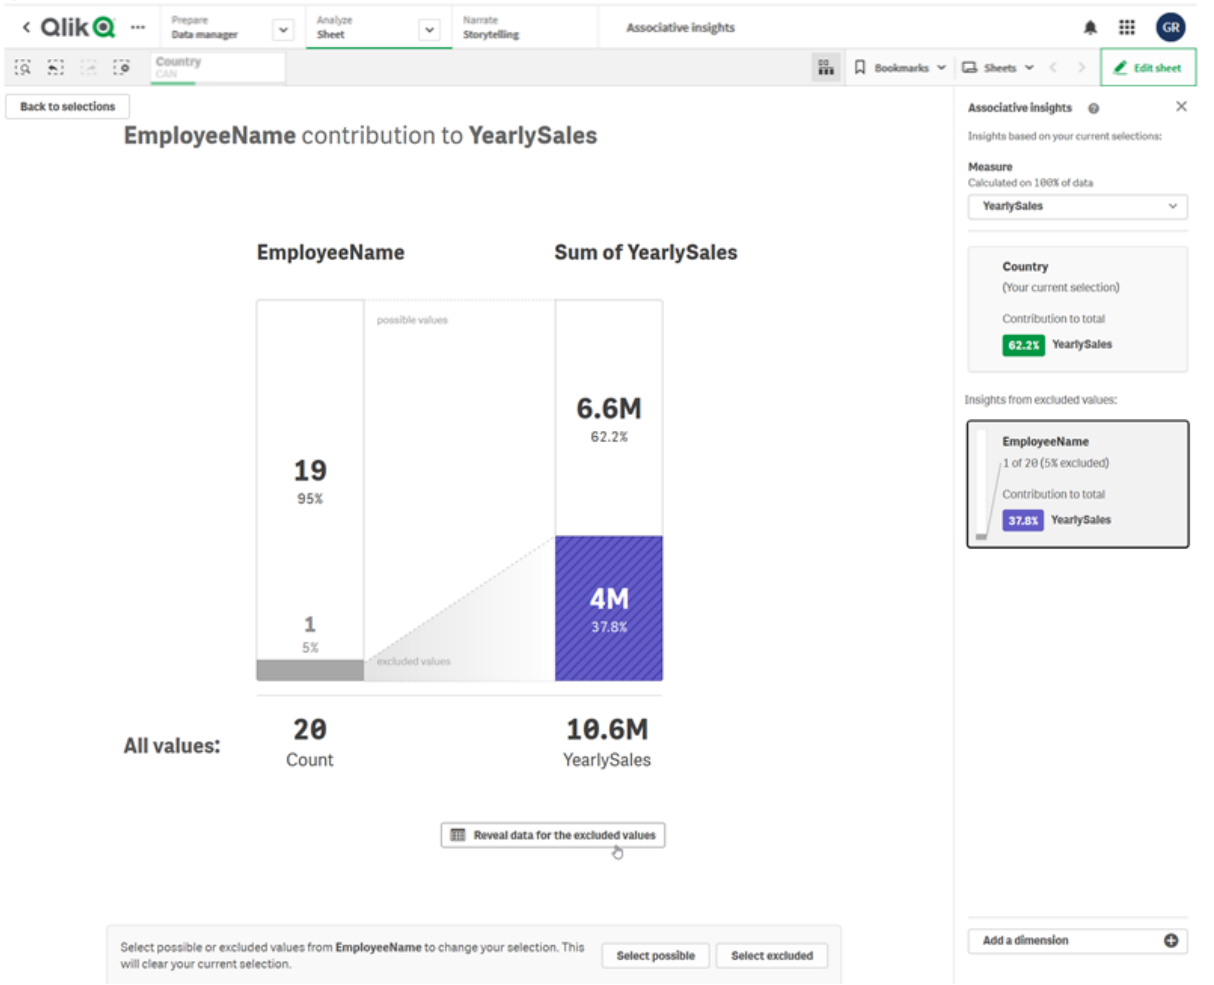 Qlik
Prepare
Data manager
Analyze
Sheet
Narrate
Storytelling
Associative insights
GR
Country
CAN
Bookmarks
Sheets
Edit sheet
Back to selections
EmployeeName contribution to YearlySales
EmployeeName
Sum of YearlySales
possible values
6.6M
62.2%
19
95%
4M
37.8%
1
5%
excluded values
All values:
20
Count
10.6M
YearlySales
Reveal data for the excluded values
Select possible or excluded values from EmployeeName to change your selection. This
will clear your current selection.
Select possible
Select excluded
Associative insights
Insights based on your current selections:
Measure
Calculated on 100% of data
YearlySales
Country
(Your current selection)
Contribution to total
62.2% YearlySales
Insights from excluded values:
EmployeeName
1 of 20 (5% excluded)
Contribution to total
37.8% YearlySales
Add a dimension